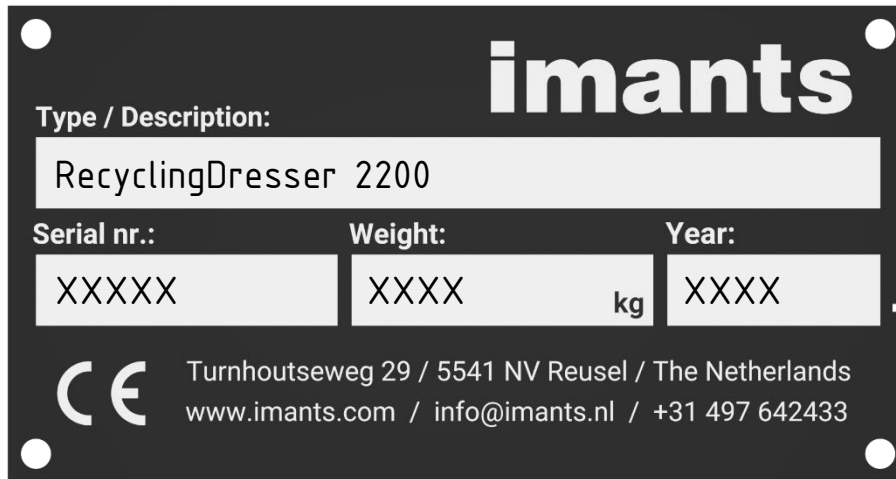 imants
Type / Description:
RecyclingDresser 2200
Serial nr.: Weight: Year:
XXXXX XXXX kg XXXX
CE Turnhoutseweg 29 / 5541 NV Reusel / The Netherlands
www.imants.com / info@imants.nl / +31 497 642433